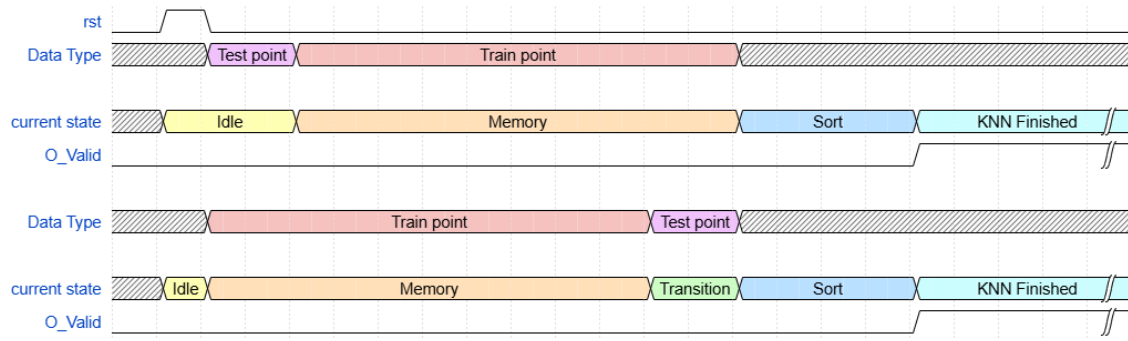 rst
Data Type Test point Train point
current state Idle Memory Sort KNN Finished
O_Valid
Data Type Train point Test point
current state Idle Memory Transition Sort KNN Finished
O_Valid